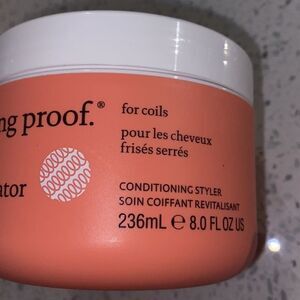 ng proof.®
for coils
pour les cheveux
frisés serrés
ator
CONDITIONING STYLER
SOIN COIFFANT REVITALISANT
236mL ℮ 8.0 FL OZ US